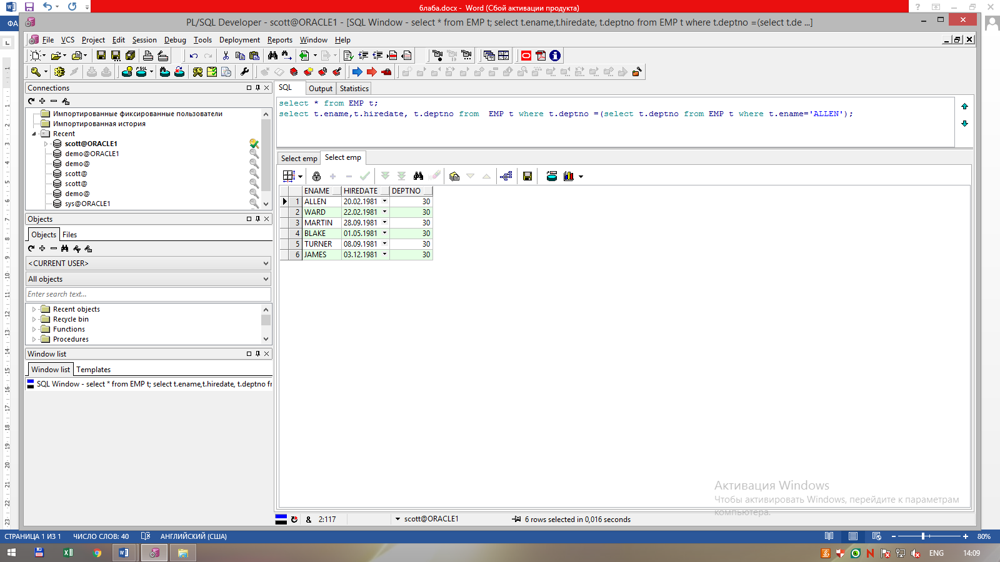 блаба.docx - Word (Сбой активации продукта)
ФА
PL/SQL Developer - scott@ORACLE1 - [SQL Window - select * from EMP t; select t.ename,t.hiredate, t.deptno from EMP t where t.deptno =(select t.de ...]
File VCS Project Edit Session Debug Tools Deployment Reports Window Help
Connections
Импортированные фиксированные пользователи
Импортированная история
Recent
scott@ORACLE1
demo@ORACLE1
demo@
scott@
scott@
demo@
sys@ORACLE1
Objects
Objects Files
<CURRENT USER>
All objects
Enter search text...
Recent objects
Recycle bin
Functions
Procedures
Window list
Window list Templates
SQL Window - select * from EMP t; select t.ename,t.hiredate, t.deptno fr
SQL Output Statistics
select * from EMP t;
select t.ename,t.hiredate, t.deptno from  EMP t where t.deptno =(select t.deptno from EMP t where t.ename='ALLEN');
Select emp Select emp
ENAME HIREDATE DEPTNO
1 ALLEN 20.02.1981 30
2 WARD 22.02.1981 30
3 MARTIN 28.09.1981 30
4 BLAKE 01.05.1981 30
5 TURNER 08.09.1981 30
6 JAMES 03.12.1981 30
Активация Windows
Чтобы активировать Windows, перейдите к параметрам
компьютера.
& 2:117 scott@ORACLE1 6 rows selected in 0,016 seconds
СТРАНИЦА 1 ИЗ 1 ЧИСЛО СЛОВ: 40 АНГЛИЙСКИЙ (США) 80%
ENG 14:09